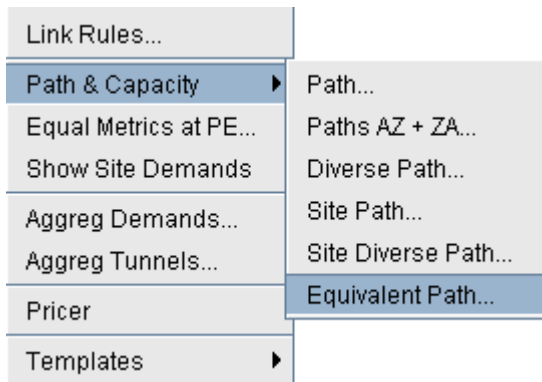 Link Rules...
Path & Capacity
Equal Metrics at PE...
Show Site Demands
Aggreg Demands...
Aggreg Tunnels...
Pricer
Templates
Path...
Paths AZ + ZA...
Diverse Path...
Site Path...
Site Diverse Path...
Equivalent Path...